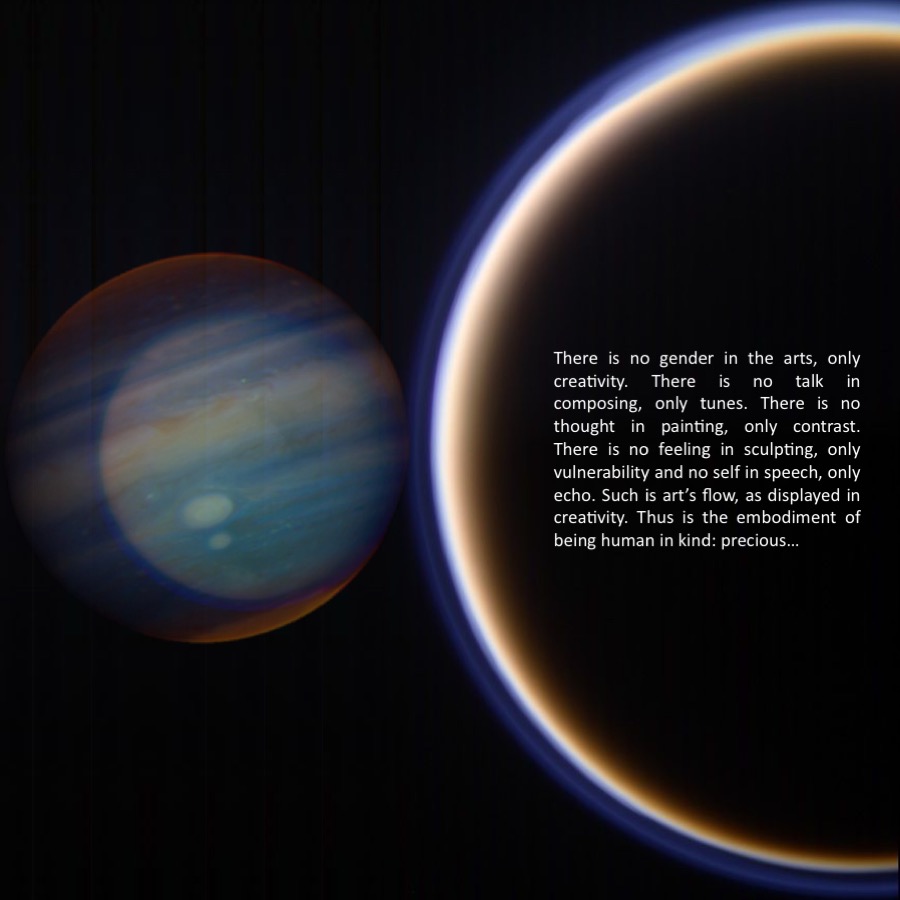 There is no gender in the arts, only
creativity. There is no talk in
composing, only tunes. There is no
thought in painting, only contrast.
There is no feeling in sculpting, only
vulnerability and no self in speech, only
echo. Such is art’s flow, as displayed in
creativity. Thus is the embodiment of
being human in kind: precious...